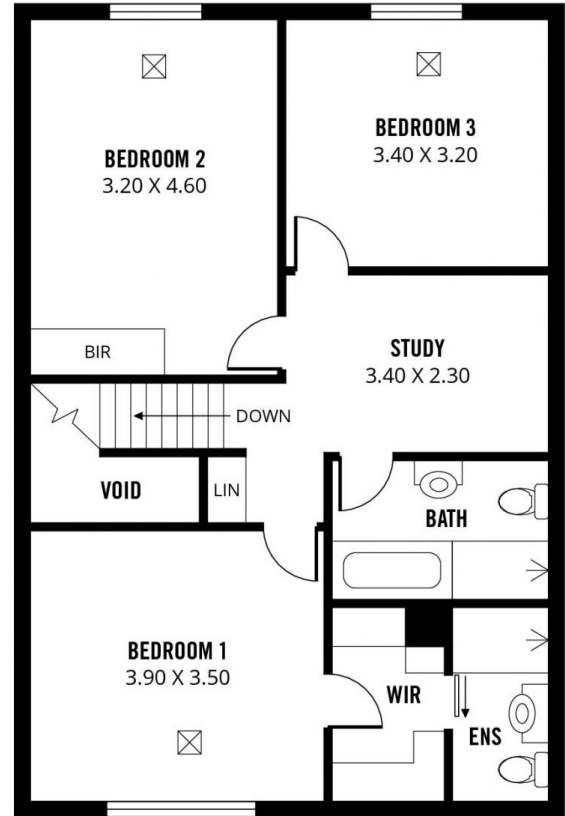 BEDROOM 2
3.20 X 4.60
BEDROOM 3
3.40 X 3.20
BIR
STUDY
3.40 X 2.30
DOWN
VOID
LIN
BATH
BEDROOM 1
3.90 X 3.50
WIR
ENS